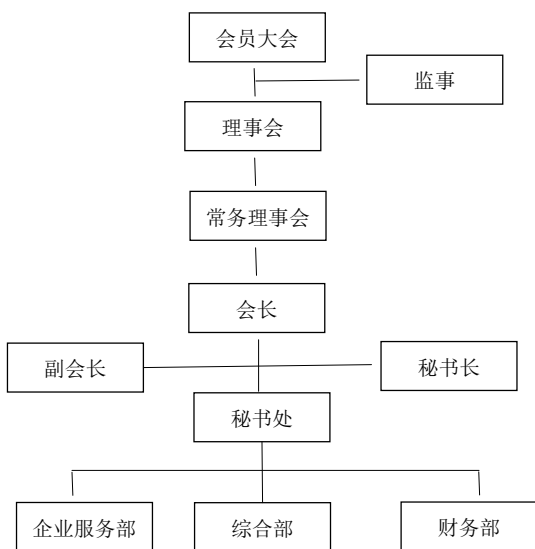 会员大会
监事
理事会
常务理事会
会长
副会长
秘书长
秘书处
企业服务部
综合部
财务部